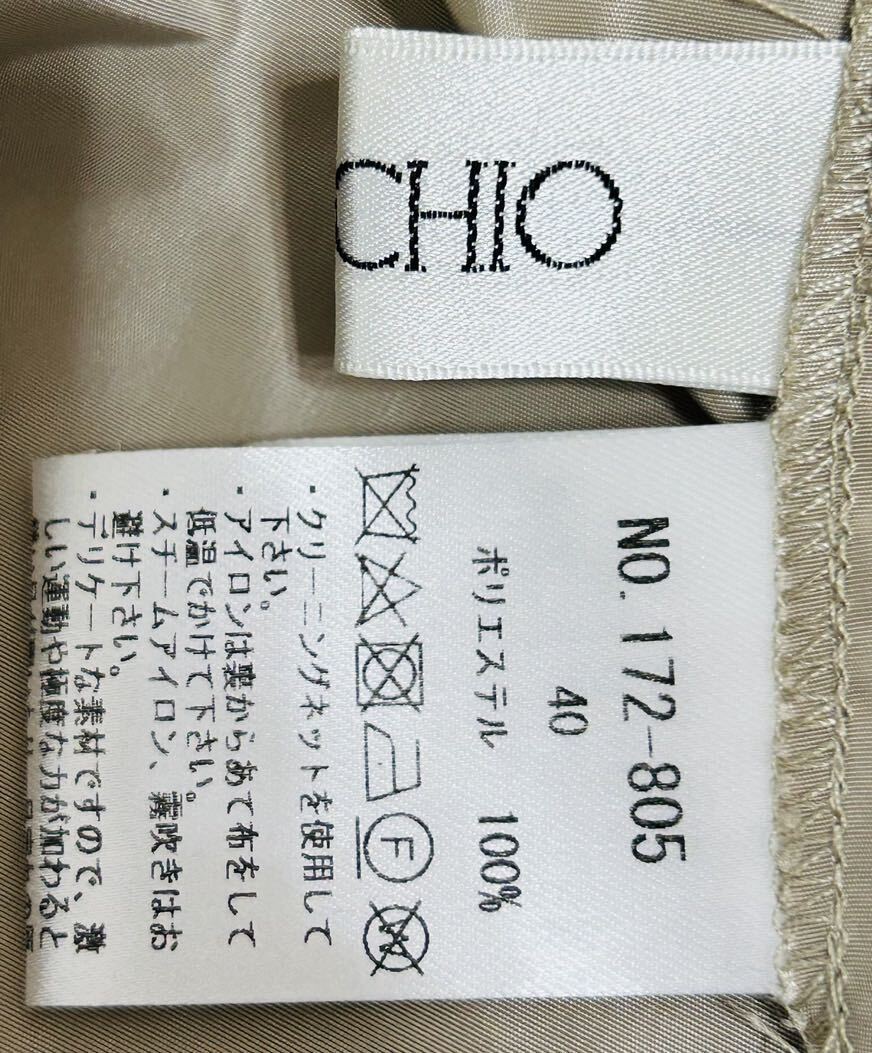 CHIO
NO. 172-805
40
ポリエステル 100%
F
W
・クリーニングネットを使用して
下さい。
・アイロンは裏からあて布をして
低温でかけて下さい。
・スチームアイロン、霧吹きはお
避け下さい。
・デリケートな素材ですので、激
しい運動や極度な力が加わると